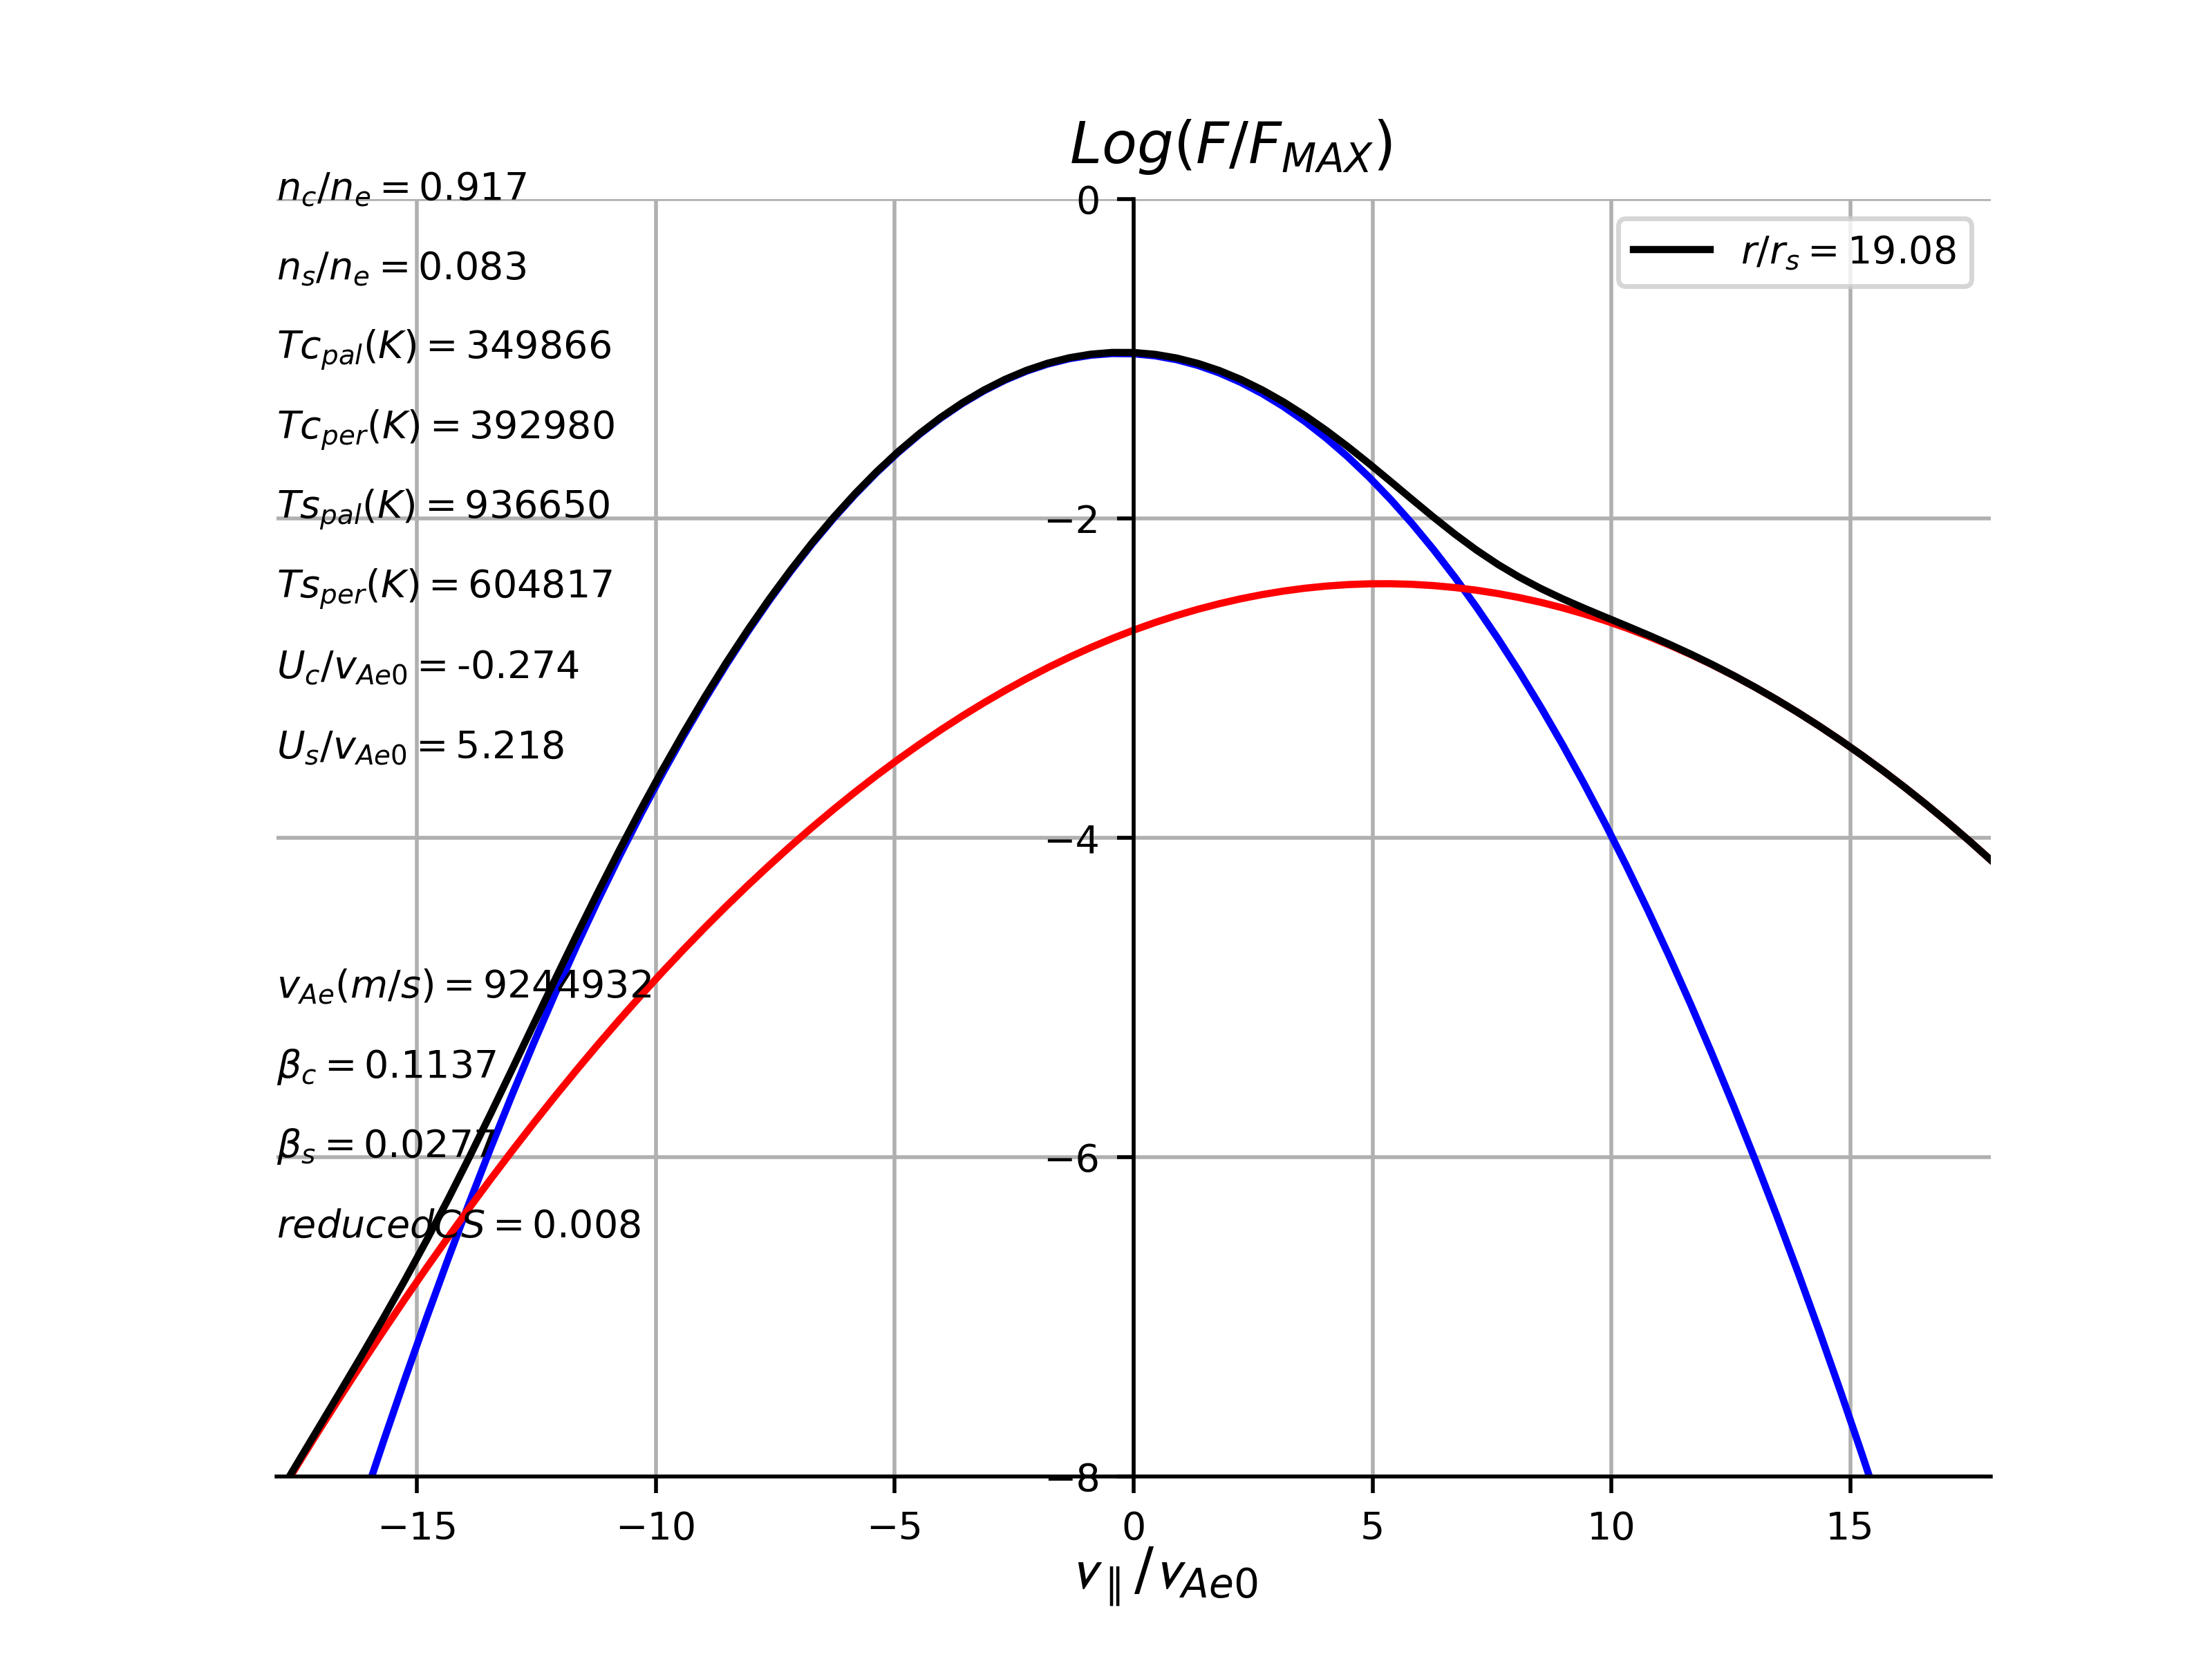 Log(F/F_MAX)
n_c/n_e = 0.917
0
n_s/n_e = 0.083
r/r_s = 19.08
Tc_pal(K) = 349866
Tc_per(K) = 392980
Ts_pal(K) = 936650
−2
Ts_per(K) = 604817
U_c/v_Ae0 = -0.274
U_s/v_Ae0 = 5.218
−4
v_Ae(m/s) = 9244932
β_c = 0.1137
β_s = 0.0277
−6
reducedCS = 0.008
−8
−15 −10 −5 0 5 10 15
v_∥/v_Ae0